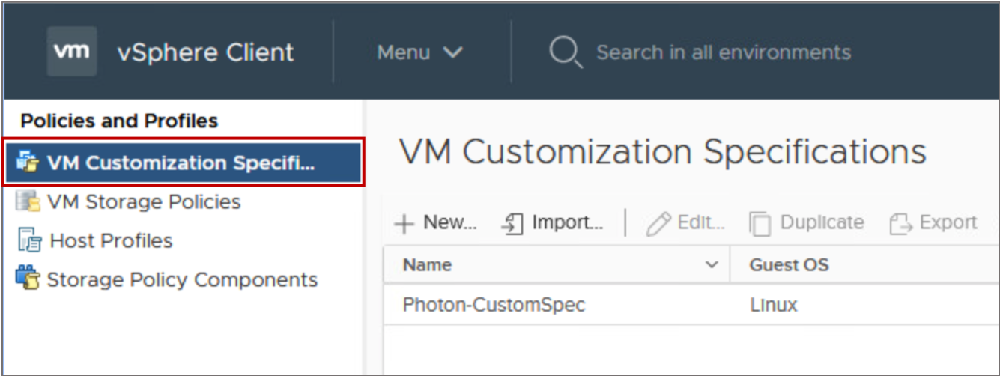 vm vSphere Client Menu Search in all environments
Policies and Profiles
VM Customization Specifi...
VM Storage Policies
Host Profiles
Storage Policy Components
VM Customization Specifications
New... Import... Edit... Duplicate Export
Name Guest OS
Photon-CustomSpec Linux